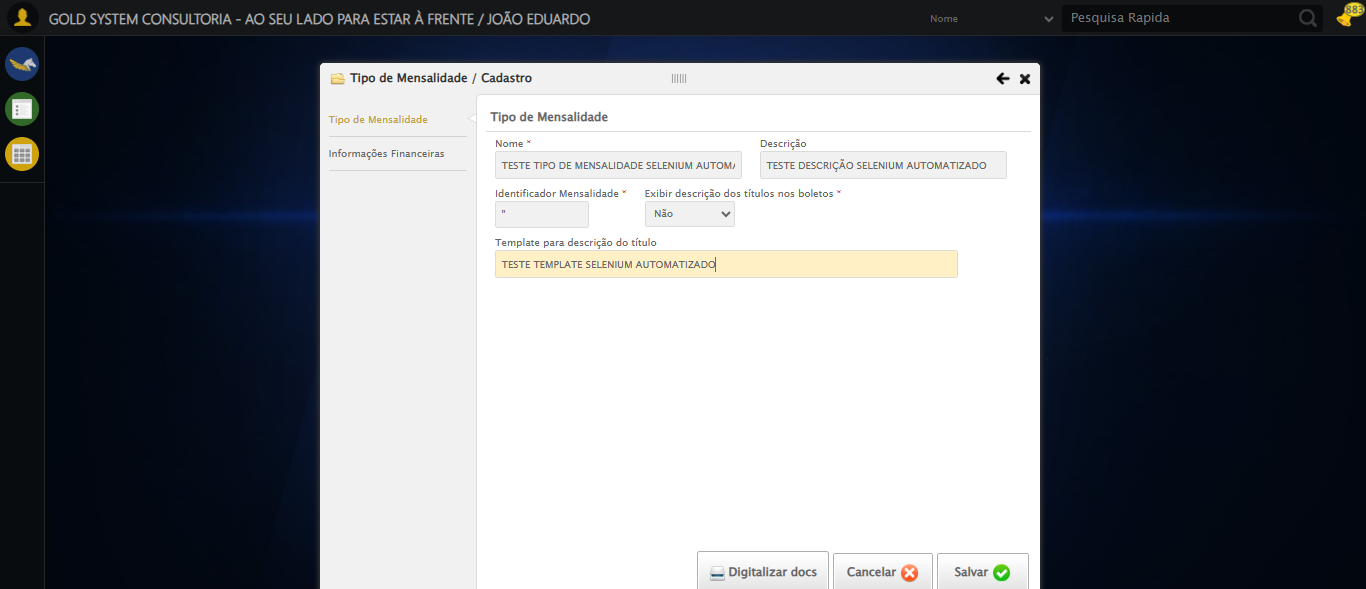 GOLD SYSTEM CONSULTORIA - AO SEU LADO PARA ESTAR À FRENTE / JOÃO EDUARDO
Nome
Pesquisa Rapida
883
Tipo de Mensalidade / Cadastro
Tipo de Mensalidade
Informações Financeiras
Tipo de Mensalidade
Nome * Descrição
TESTE TIPO DE MENSALIDADE SELENIUM AUTOMA TESTE DESCRIÇÃO SELENIUM AUTOMATIZADO
Identificador Mensalidade * Exibir descrição dos títulos nos boletos *
" Não
Template para descrição do título
TESTE TEMPLATE SELENIUM AUTOMATIZADO
Digitalizar docs Cancelar Salvar